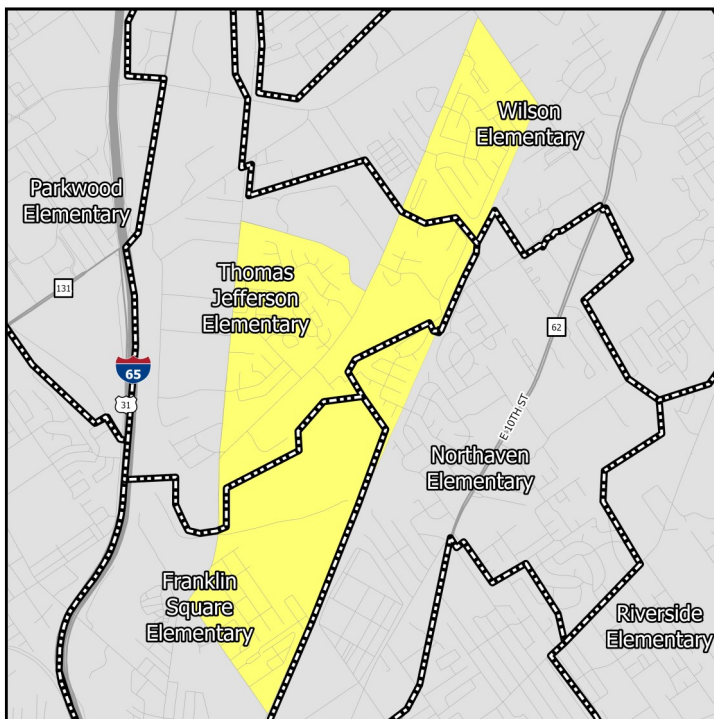 Wilson
Elementary
Parkwood
Elementary
Thomas
Jefferson
Elementary
131
62
65
31
E 10TH ST
Northaven
Elementary
Franklin
Square
Elementary
Riverside
Elementary